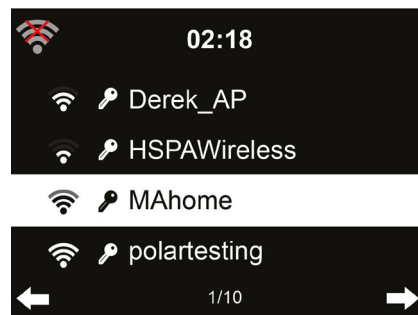 02:18
Derek_AP
HSPAWireless
MAhome
polartesting
1/10